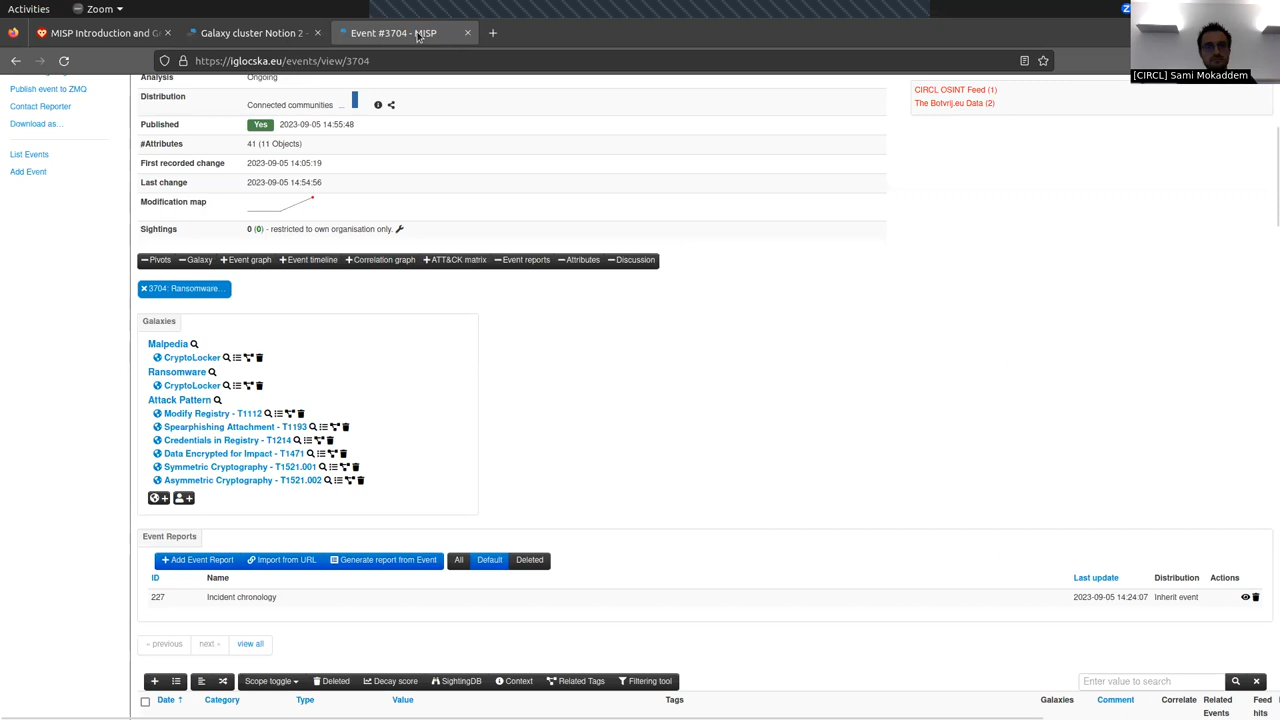 Activities Zoom
MISP Introduction and G Galaxy cluster Notion 2 - Event #3704 - MISP
https://iglocska.eu/events/view/3704
[CIRCL] Sami Mokaddem
Publish event to ZMQ
Contact Reporter
Download as…
List Events
Add Event
Analysis Ongoing
Distribution Connected communities ...
Published Yes 2023-09-05 14:55:48
#Attributes 41 (11 Objects)
First recorded change 2023-09-05 14:05:19
Last change 2023-09-05 14:54:56
Modification map
Sightings 0 (0) - restricted to own organisation only.
CIRCL OSINT Feed (1)
The Botvrij.eu Data (2)
Pivots Galaxy Event graph Event timeline Correlation graph ATT&CK matrix Event reports Attributes Discussion
3704: Ransomware...
Galaxies
Malpedia
CryptoLocker
Ransomware
CryptoLocker
Attack Pattern
Modify Registry - T1112
Spearphishing Attachment - T1193
Credentials in Registry - T1214
Data Encrypted for Impact - T1471
Symmetric Cryptography - T1521.001
Asymmetric Cryptography - T1521.002
Event Reports
Add Event Report Import from URL Generate report from Event All Default Deleted
ID Name Last update Distribution Actions
227 Incident chronology 2023-09-05 14:24:07 Inherit event
« previous next » view all
Scope toggle Deleted Decay score SightingDB Context Related Tags Filtering tool Enter value to search
Date Category Type Value Tags Galaxies Comment Correlate Related Events Feed hits